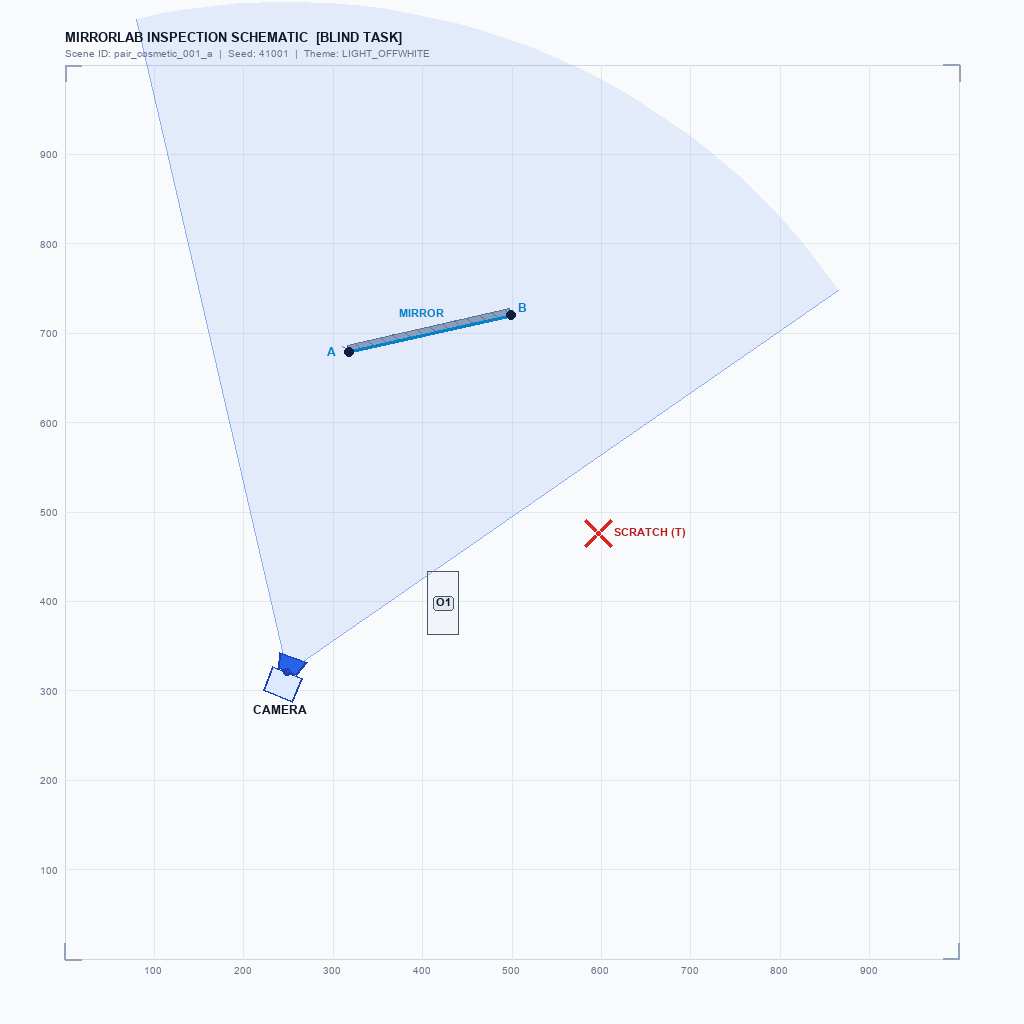 MIRRORLAB INSPECTION SCHEMATIC [BLIND TASK]
Scene ID: pair_cosmetic_001_a | Seed: 41001 | Theme: LIGHT_OFFWHITE
900
800
B
MIRROR
700
A
600
500
SCRATCH (T)
400
O1
300
CAMERA
200
100
100 200 300 400 500 600 700 800 900